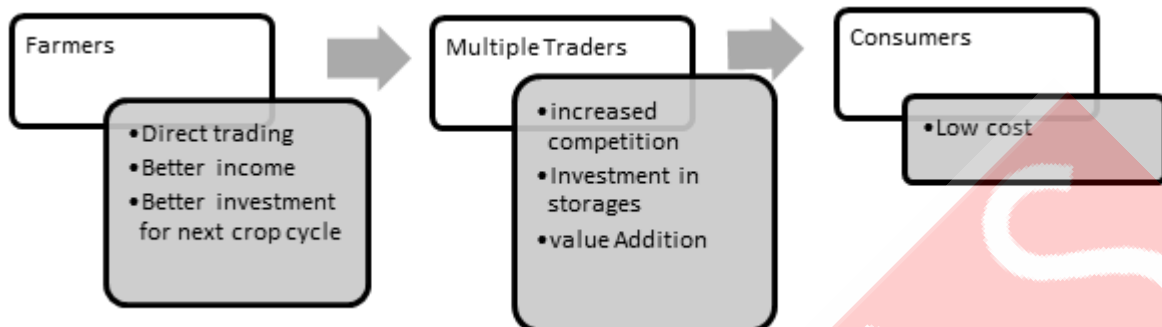 Farmers
•Direct trading
•Better income
•Better investment
for next crop cycle
Multiple Traders
•increased
competition
•Investment in
storages
•value Addition
Consumers
•Low cost